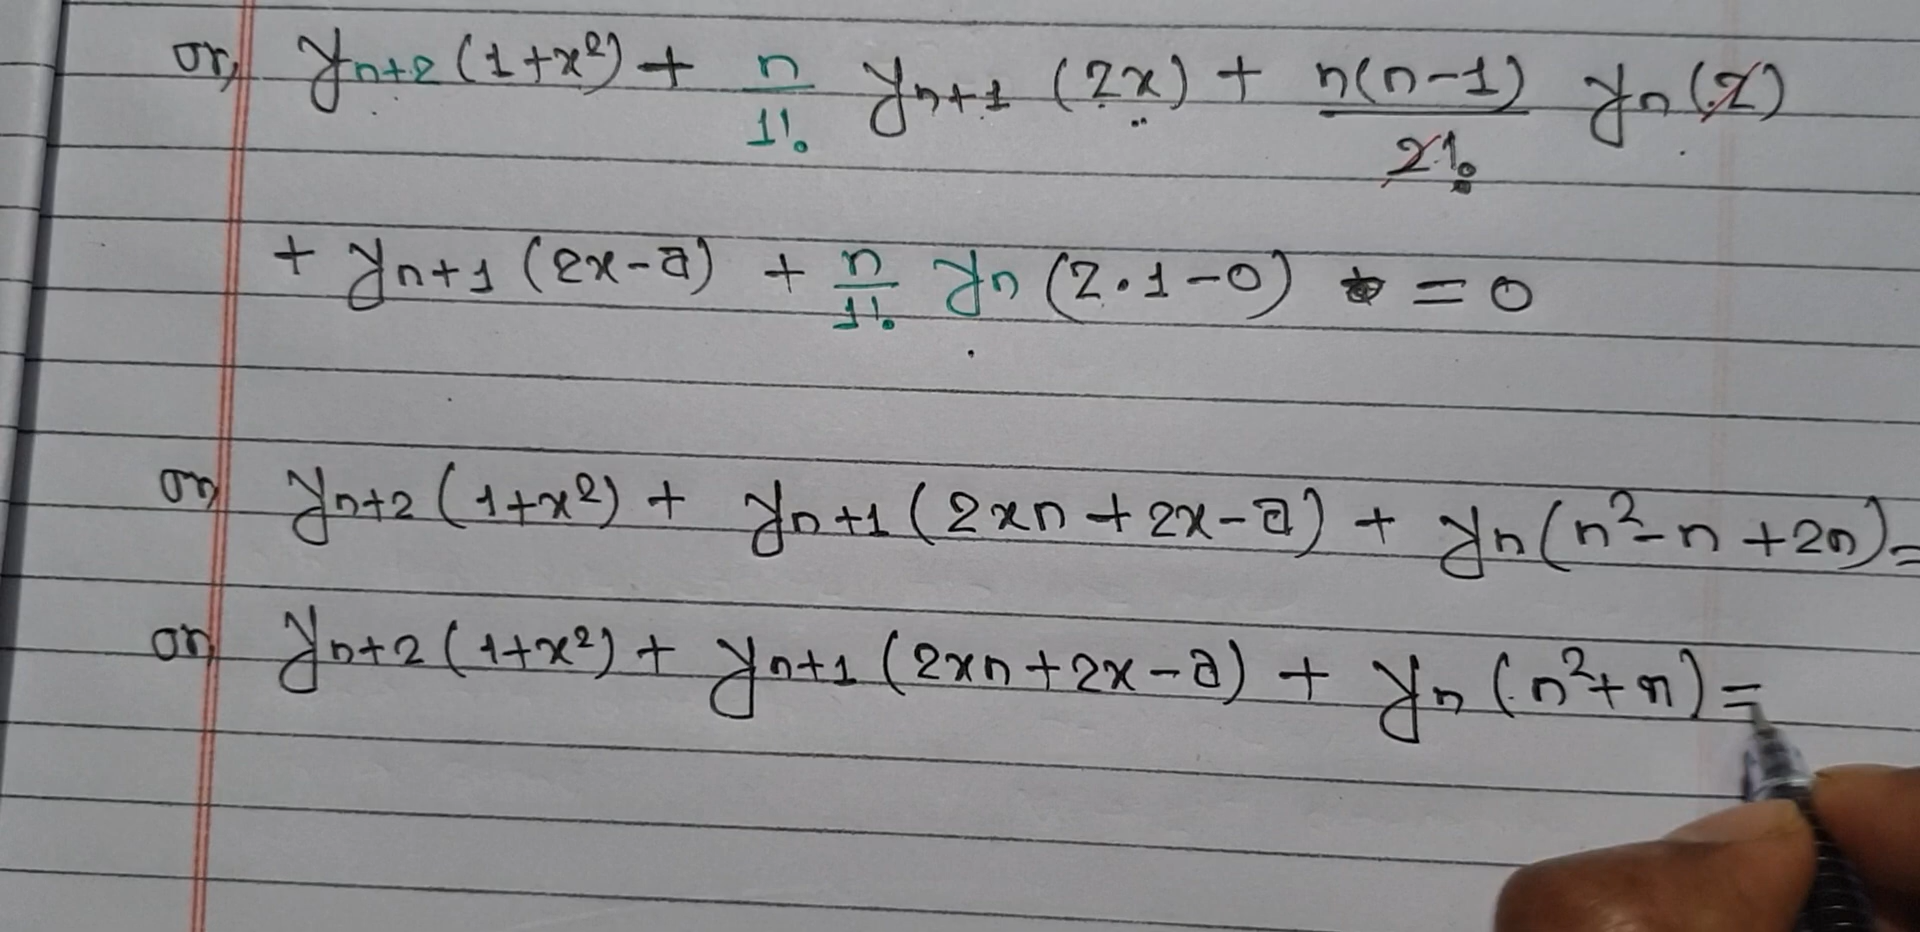 or, yₙ₊₂ (1+x²) + n/1! yₙ₊₁ (2x) + n(n-1)/2! yₙ (2)
+ yₙ₊₁ (2x-a) + n/1! yₙ (2.1-0) = 0
or, yₙ₊₂ (1+x²) + yₙ₊₁ (2xn+2x-a) + yₙ (n²-n+2n)=
or, yₙ₊₂ (1+x²) + yₙ₊₁ (2xn+2x-a) + yₙ (n²+n) =